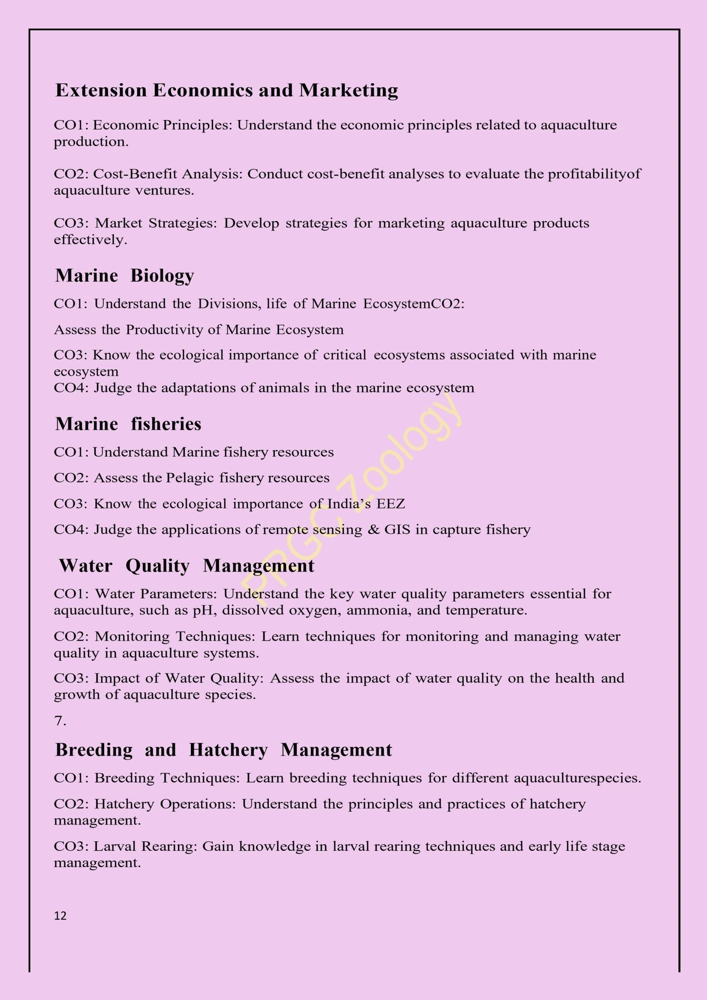 Extension Economics and Marketing
CO1: Economic Principles: Understand the economic principles related to aquaculture
production.
CO2: Cost-Benefit Analysis: Conduct cost-benefit analyses to evaluate the profitabilityof
aquaculture ventures.
CO3: Market Strategies: Develop strategies for marketing aquaculture products
effectively.
Marine Biology
CO1: Understand the Divisions, life of Marine EcosystemCO2:
Assess the Productivity of Marine Ecosystem
CO3: Know the ecological importance of critical ecosystems associated with marine
ecosystem
CO4: Judge the adaptations of animals in the marine ecosystem
Marine fisheries
CO1: Understand Marine fishery resources
CO2: Assess the Pelagic fishery resources
CO3: Know the ecological importance of India’s EEZ
CO4: Judge the applications of remote sensing & GIS in capture fishery
PRGC Zoology
Water Quality Management
CO1: Water Parameters: Understand the key water quality parameters essential for
aquaculture, such as pH, dissolved oxygen, ammonia, and temperature.
CO2: Monitoring Techniques: Learn techniques for monitoring and managing water
quality in aquaculture systems.
CO3: Impact of Water Quality: Assess the impact of water quality on the health and
growth of aquaculture species.
7.
Breeding and Hatchery Management
CO1: Breeding Techniques: Learn breeding techniques for different aquaculturespecies.
CO2: Hatchery Operations: Understand the principles and practices of hatchery
management.
CO3: Larval Rearing: Gain knowledge in larval rearing techniques and early life stage
management.
12